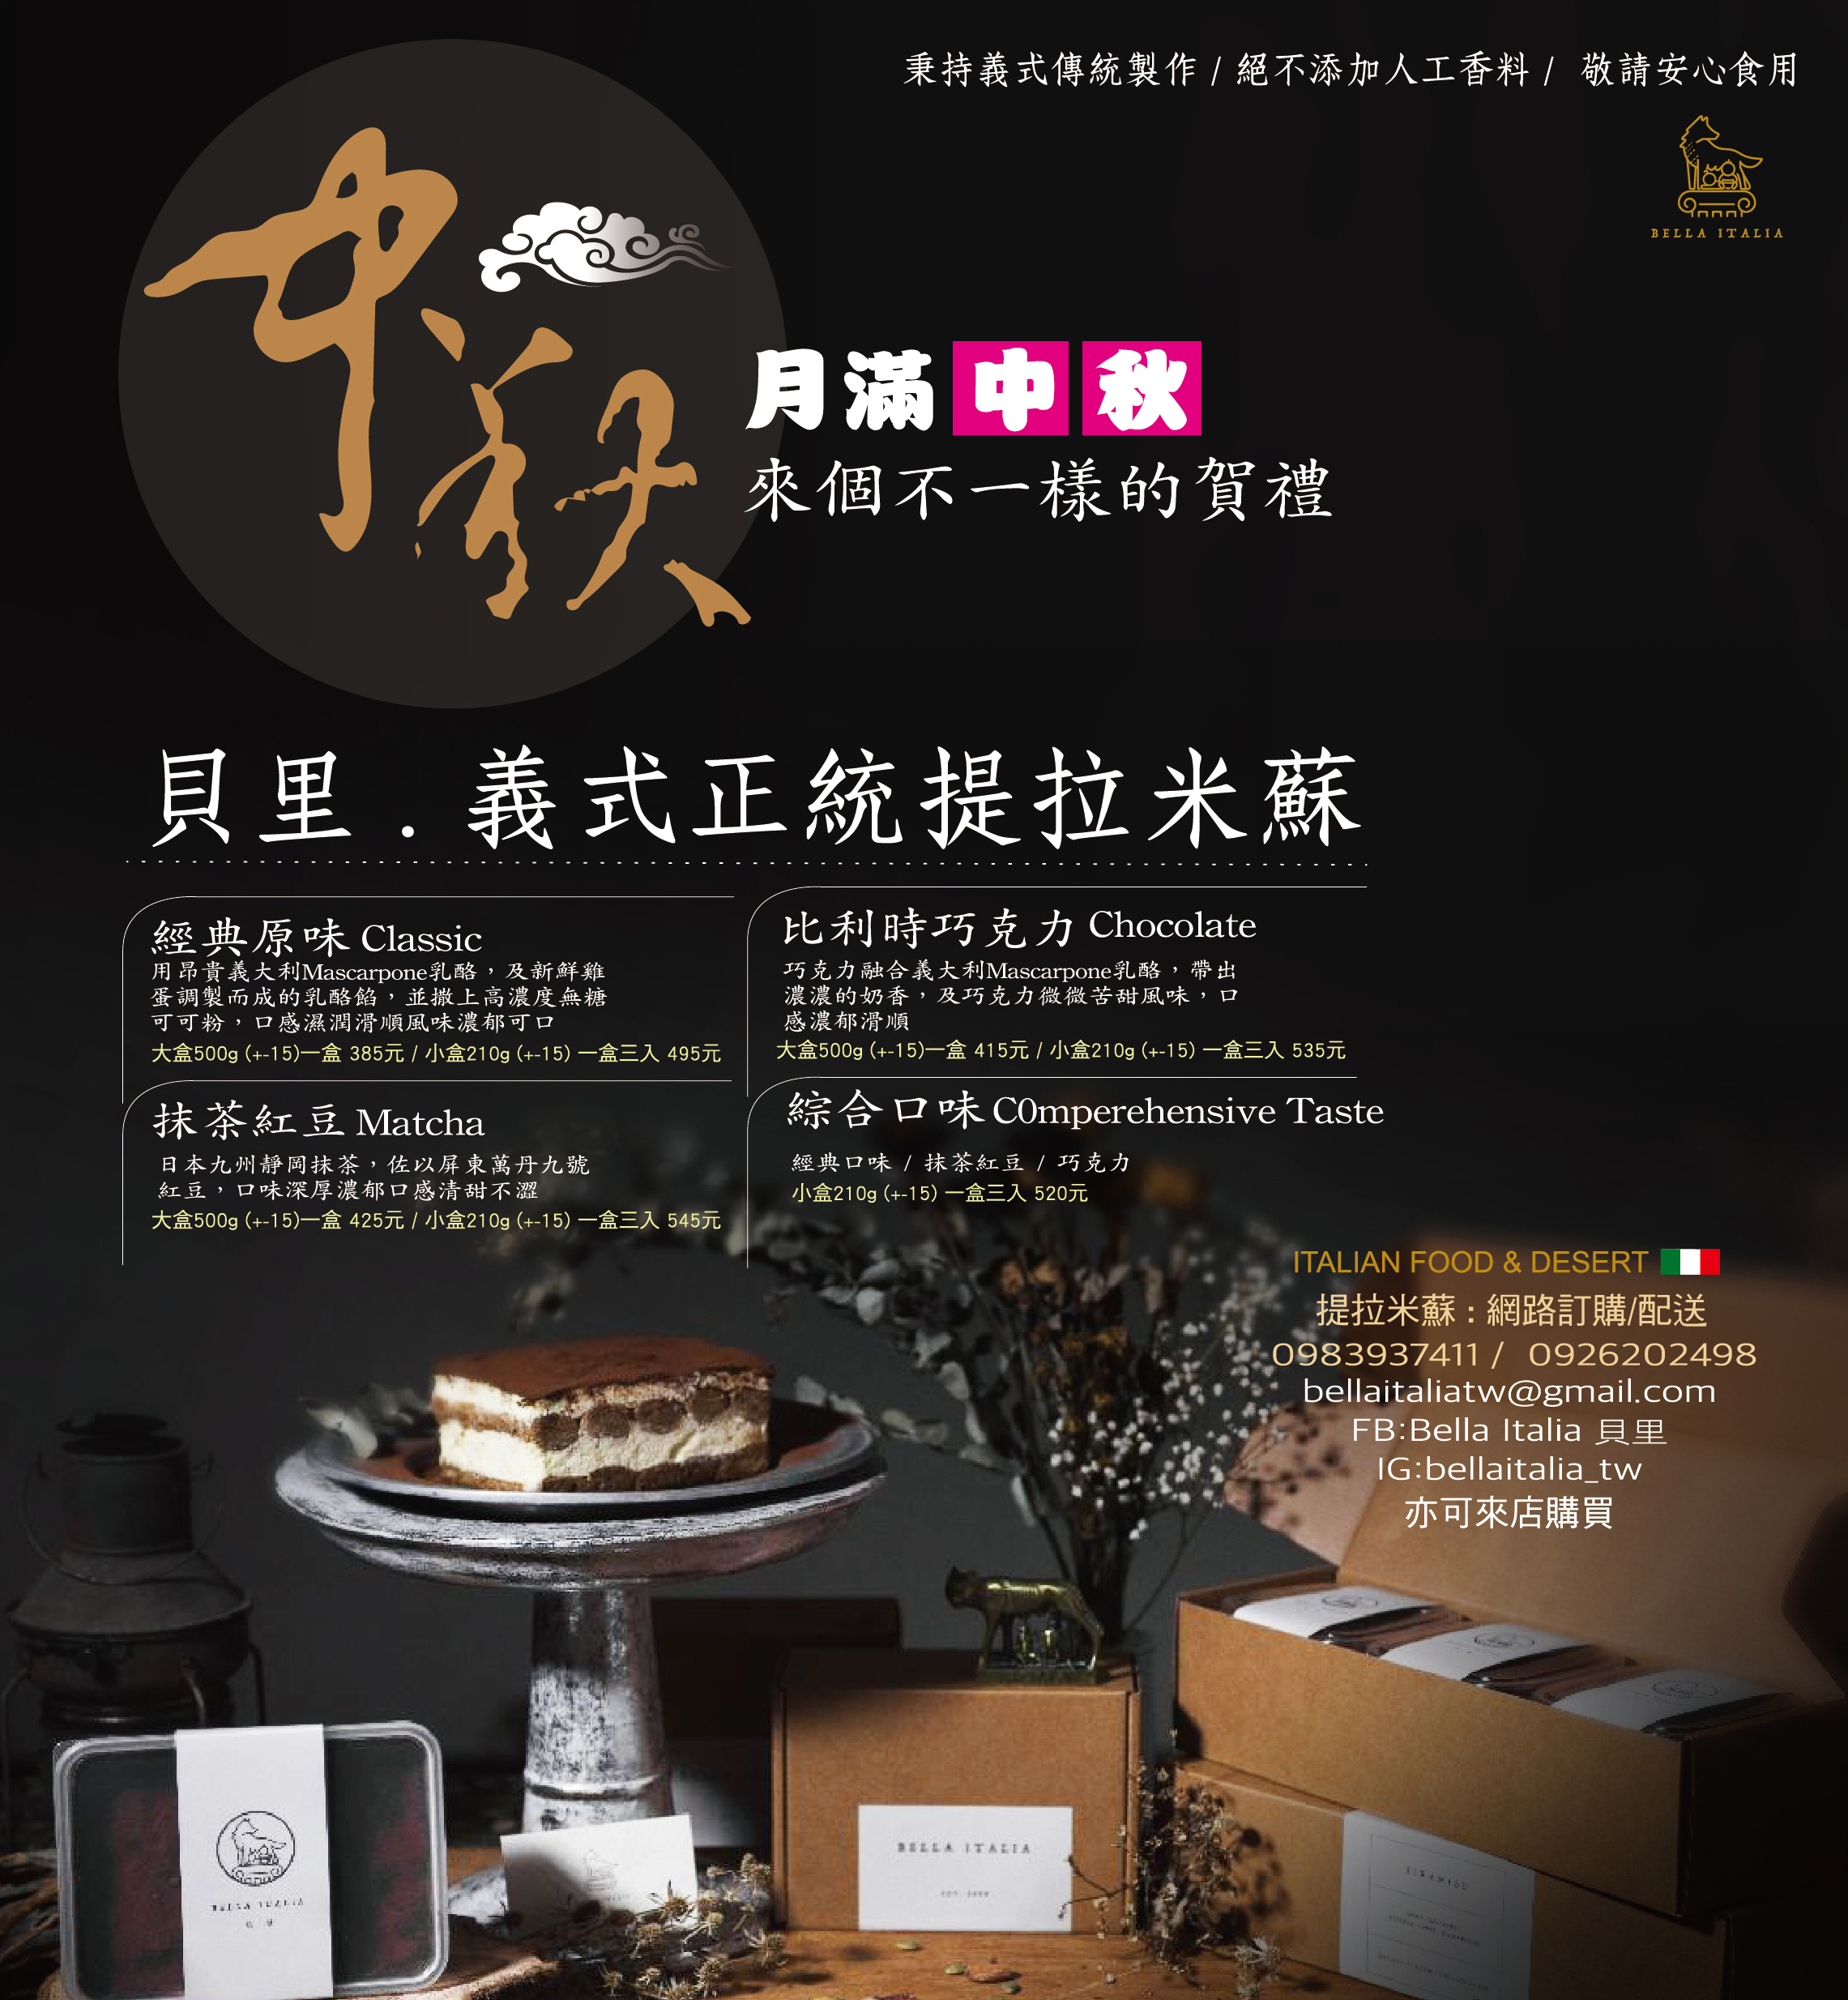 秉持義式傳統製作 / 絕不添加人工香料 / 敬請安心食用
BELLA ITALIA
中秋
月滿中秋
來個不一樣的賀禮
貝里．義式正統提拉米蘇
經典原味 Classic
用昂貴義大利Mascarpone乳酪，及新鮮雞
蛋調製而成的乳酪餡，並撒上高濃度無糖
可可粉，口感濕潤滑順風味濃郁可口
大盒500g (+-15)一盒 385元 / 小盒210g (+-15) 一盒三入 495元
比利時巧克力 Chocolate
巧克力融合義大利Mascarpone乳酪，帶出
濃濃的奶香，及巧克力微微苦甜風味，口
感濃郁滑順
大盒500g (+-15)一盒 415元 / 小盒210g (+-15) 一盒三入 535元
抹茶紅豆 Matcha
日本九州靜岡抹茶，佐以屏東萬丹九號
紅豆，口味深厚濃郁口感清甜不澀
大盒500g (+-15)一盒 425元 / 小盒210g (+-15) 一盒三入 545元
綜合口味 C0mperehensive Taste
經典口味 / 抹茶紅豆 / 巧克力
小盒210g (+-15) 一盒三入 520元
ITALIAN FOOD & DESERT
提拉米蘇 : 網路訂購/配送
0983937411 / 0926202498
bellaitaliatw@gmail.com
FB:Bella Italia 貝里
IG:bellaitalia_tw
亦可來店購買
BELLA ITALIA
BELLA ITALIA
TIRAMISU